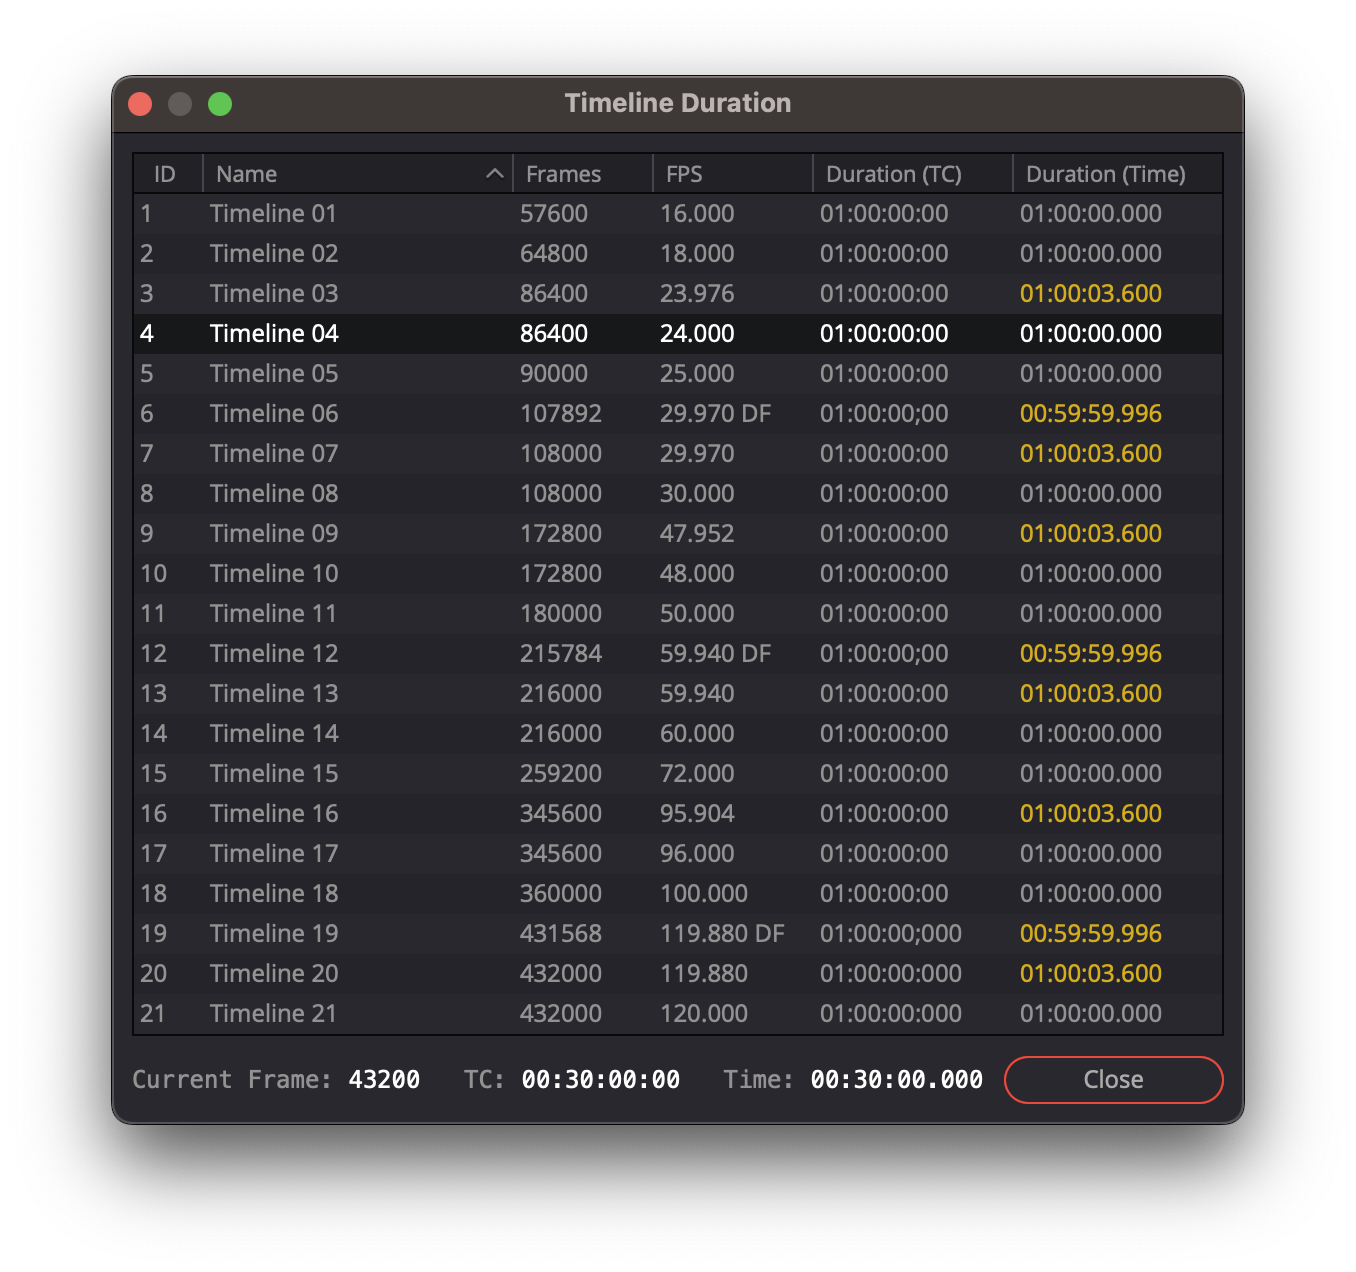 Timeline Duration
ID Name Frames FPS Duration (TC) Duration (Time)
1 Timeline 01 57600 16.000 01:00:00:00 01:00:00.000
2 Timeline 02 64800 18.000 01:00:00:00 01:00:00.000
3 Timeline 03 86400 23.976 01:00:00:00 01:00:03.600
4 Timeline 04 86400 24.000 01:00:00:00 01:00:00.000
5 Timeline 05 90000 25.000 01:00:00:00 01:00:00.000
6 Timeline 06 107892 29.970 DF 01:00:00;00 00:59:59.996
7 Timeline 07 108000 29.970 01:00:00:00 01:00:03.600
8 Timeline 08 108000 30.000 01:00:00:00 01:00:00.000
9 Timeline 09 172800 47.952 01:00:00:00 01:00:03.600
10 Timeline 10 172800 48.000 01:00:00:00 01:00:00.000
11 Timeline 11 180000 50.000 01:00:00:00 01:00:00.000
12 Timeline 12 215784 59.940 DF 01:00:00;00 00:59:59.996
13 Timeline 13 216000 59.940 01:00:00:00 01:00:03.600
14 Timeline 14 216000 60.000 01:00:00:00 01:00:00.000
15 Timeline 15 259200 72.000 01:00:00:00 01:00:00.000
16 Timeline 16 345600 95.904 01:00:00:00 01:00:03.600
17 Timeline 17 345600 96.000 01:00:00:00 01:00:00.000
18 Timeline 18 360000 100.000 01:00:00:00 01:00:00.000
19 Timeline 19 431568 119.880 DF 01:00:00;000 00:59:59.996
20 Timeline 20 432000 119.880 01:00:00:000 01:00:03.600
21 Timeline 21 432000 120.000 01:00:00:000 01:00:00.000
Current Frame: 43200 TC: 00:30:00:00 Time: 00:30:00.000 Close